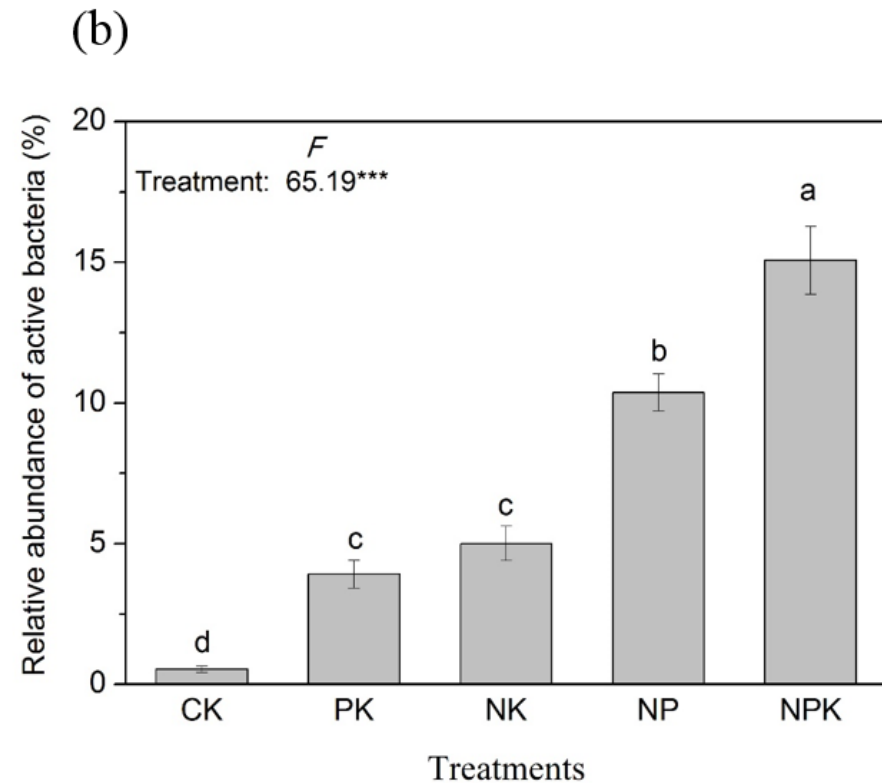 (b)
Relative abundance of active bacteria (%)
20
15
10
5
0
F
Treatment: 65.19***
d
c
c
b
a
CK PK NK NP NPK
Treatments